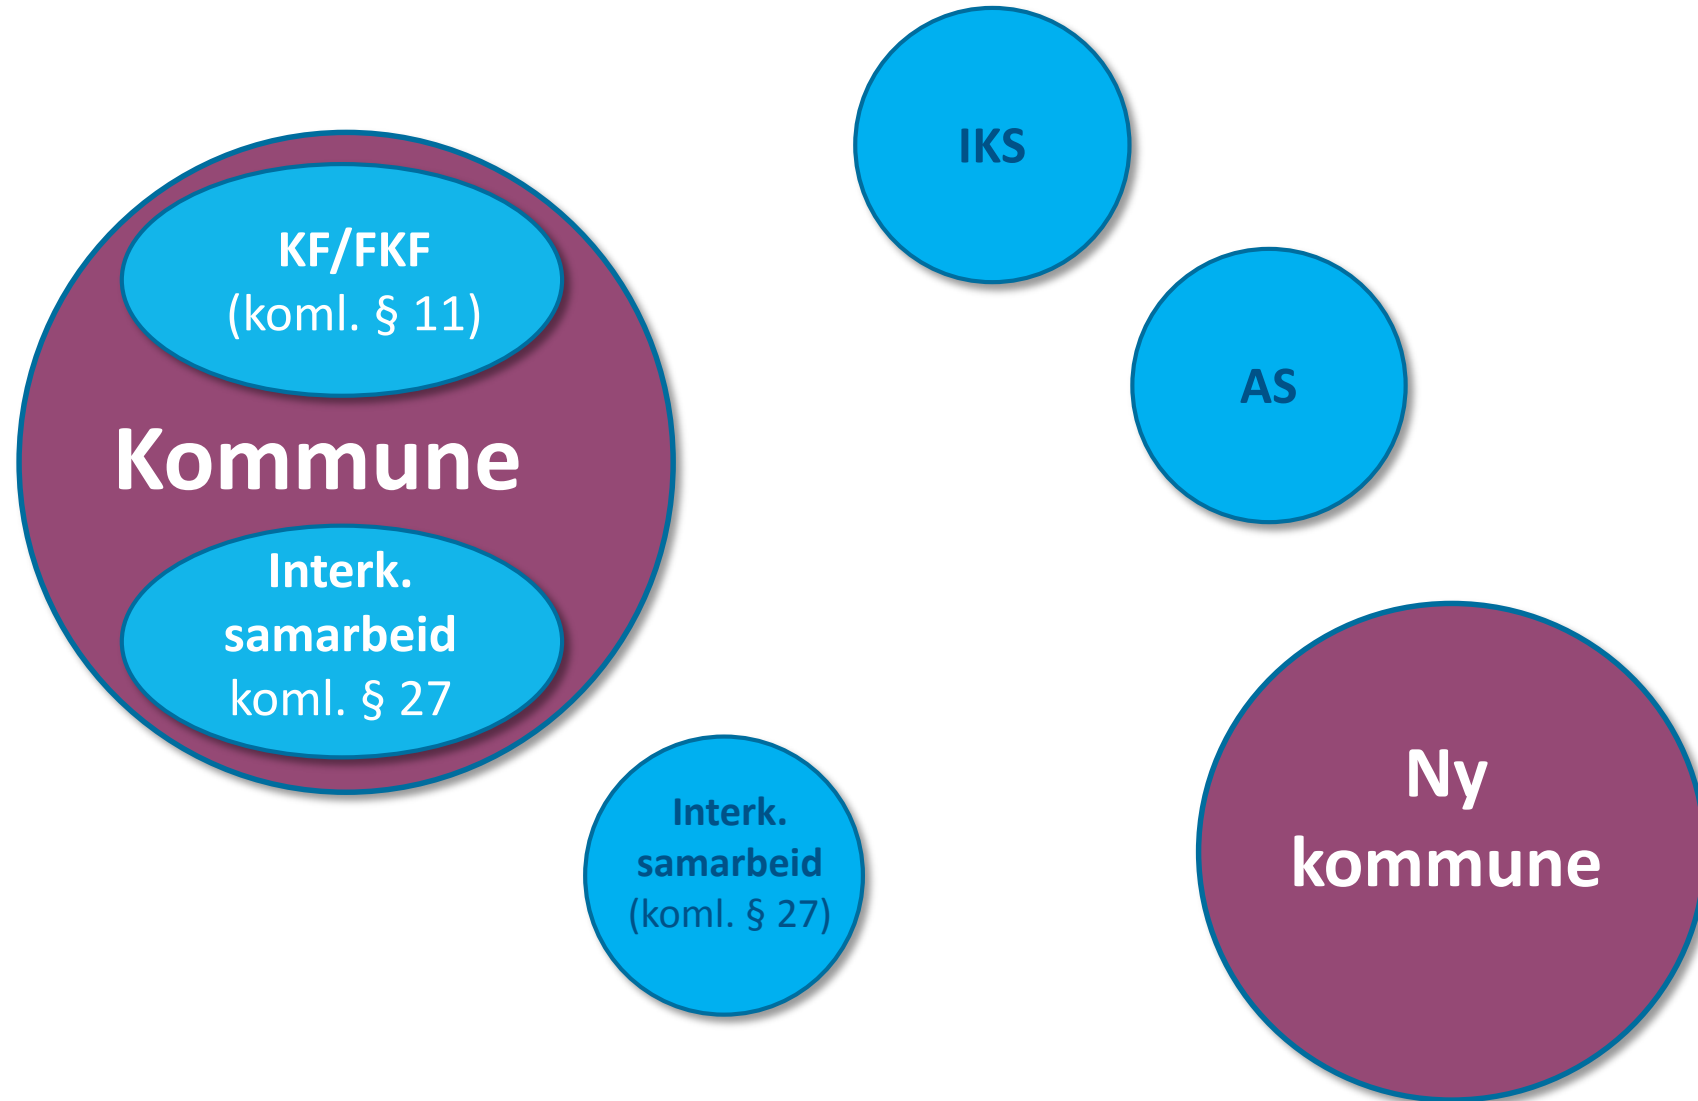 KF/FKF
(koml. § 11)
Kommune
Interk.
samarbeid
koml. § 27
IKS
AS
Interk.
samarbeid
(koml. § 27)
Ny
kommune